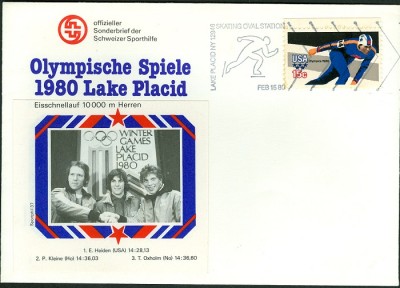 offizieller
Sonderbrief der
Schweizer Sporthilfe
Olympische Spiele
1980 Lake Placid
Eisschnellauf 10 000 m Herren
WINTER
GAMES
LAKE
PLACID
1980
1. E. Heiden (USA) 14:28,13
2. P. Kleine (Ho) 14:36,03
3. T. Oxholm (No) 14:36,60
SKATING OVAL STATION
LAKE PLACID NY 12946
FEB 16 80
USA
15c